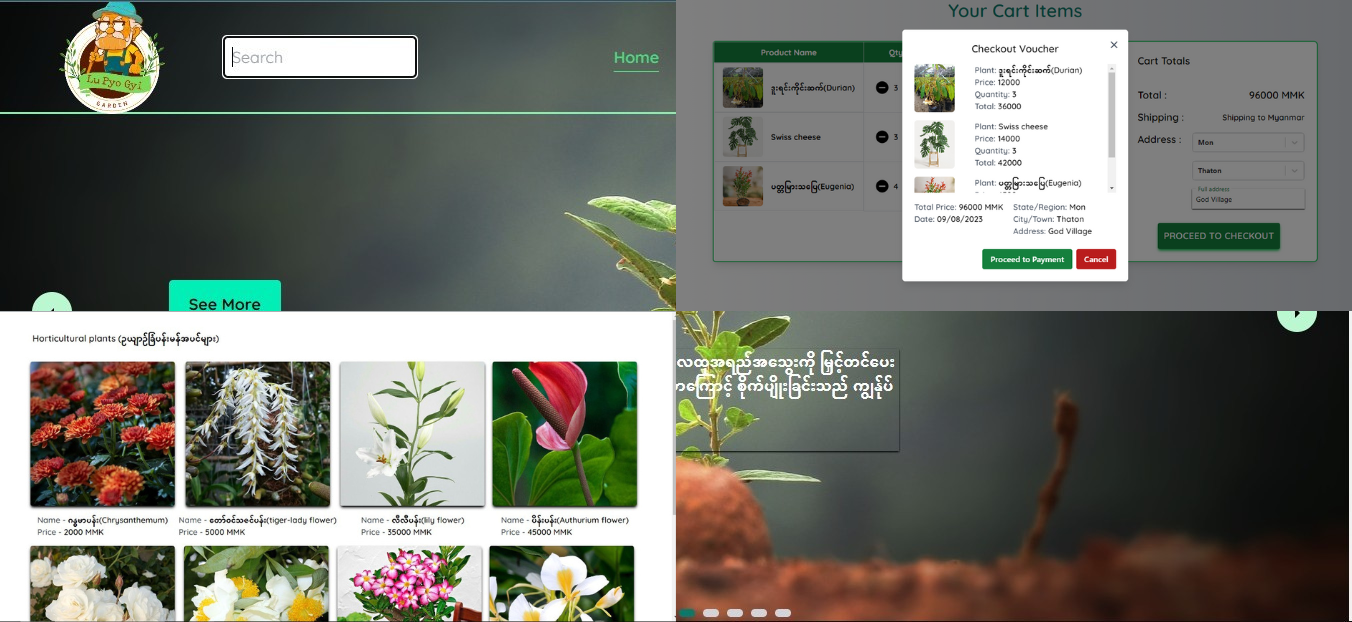 Lu Pyo Gyi
GARDEN
Search
Home
See More
Your Cart Items
Product Name
Qty
ဒူးရင်းကိုင်းဆက်(Durian)
3
Swiss cheese
3
ပတ္တမြားသပြေ(Eugenia)
4
Checkout Voucher
Plant: ဒူးရင်းကိုင်းဆက်(Durian)
Price: 12000
Quantity: 3
Total: 36000
Plant: Swiss cheese
Price: 14000
Quantity: 3
Total: 42000
Plant: ပတ္တမြားသပြေ(Eugenia)
Total Price: 96000 MMK
Date: 09/08/2023
State/Region: Mon
City/Town: Thaton
Address: God Village
Proceed to Payment
Cancel
Cart Totals
Total : 96000 MMK
Shipping : Shipping to Myanmar
Address : Mon
Thaton
Full address
God Village
PROCEED TO CHECKOUT
Horticultural plants (ဥယျာဉ်ခြံပန်းမန်အပင်များ)
Name - ဂန္ဓမာပန်း(Chrysanthemum)
Price - 2000 MMK
Name - တော်ဝင်သဇင်ပန်း(tiger-lady flower)
Price - 5000 MMK
Name - လီလီပန်း(lily flower)
Price - 35000 MMK
Name - ပိန်းပန်း(Authurium flower)
Price - 45000 MMK
လထုအရည်အသွေးကို မြှင့်တင်ပေး
ကြောင့် စိုက်ပျိုးခြင်းသည် ကျွန်ုပ်